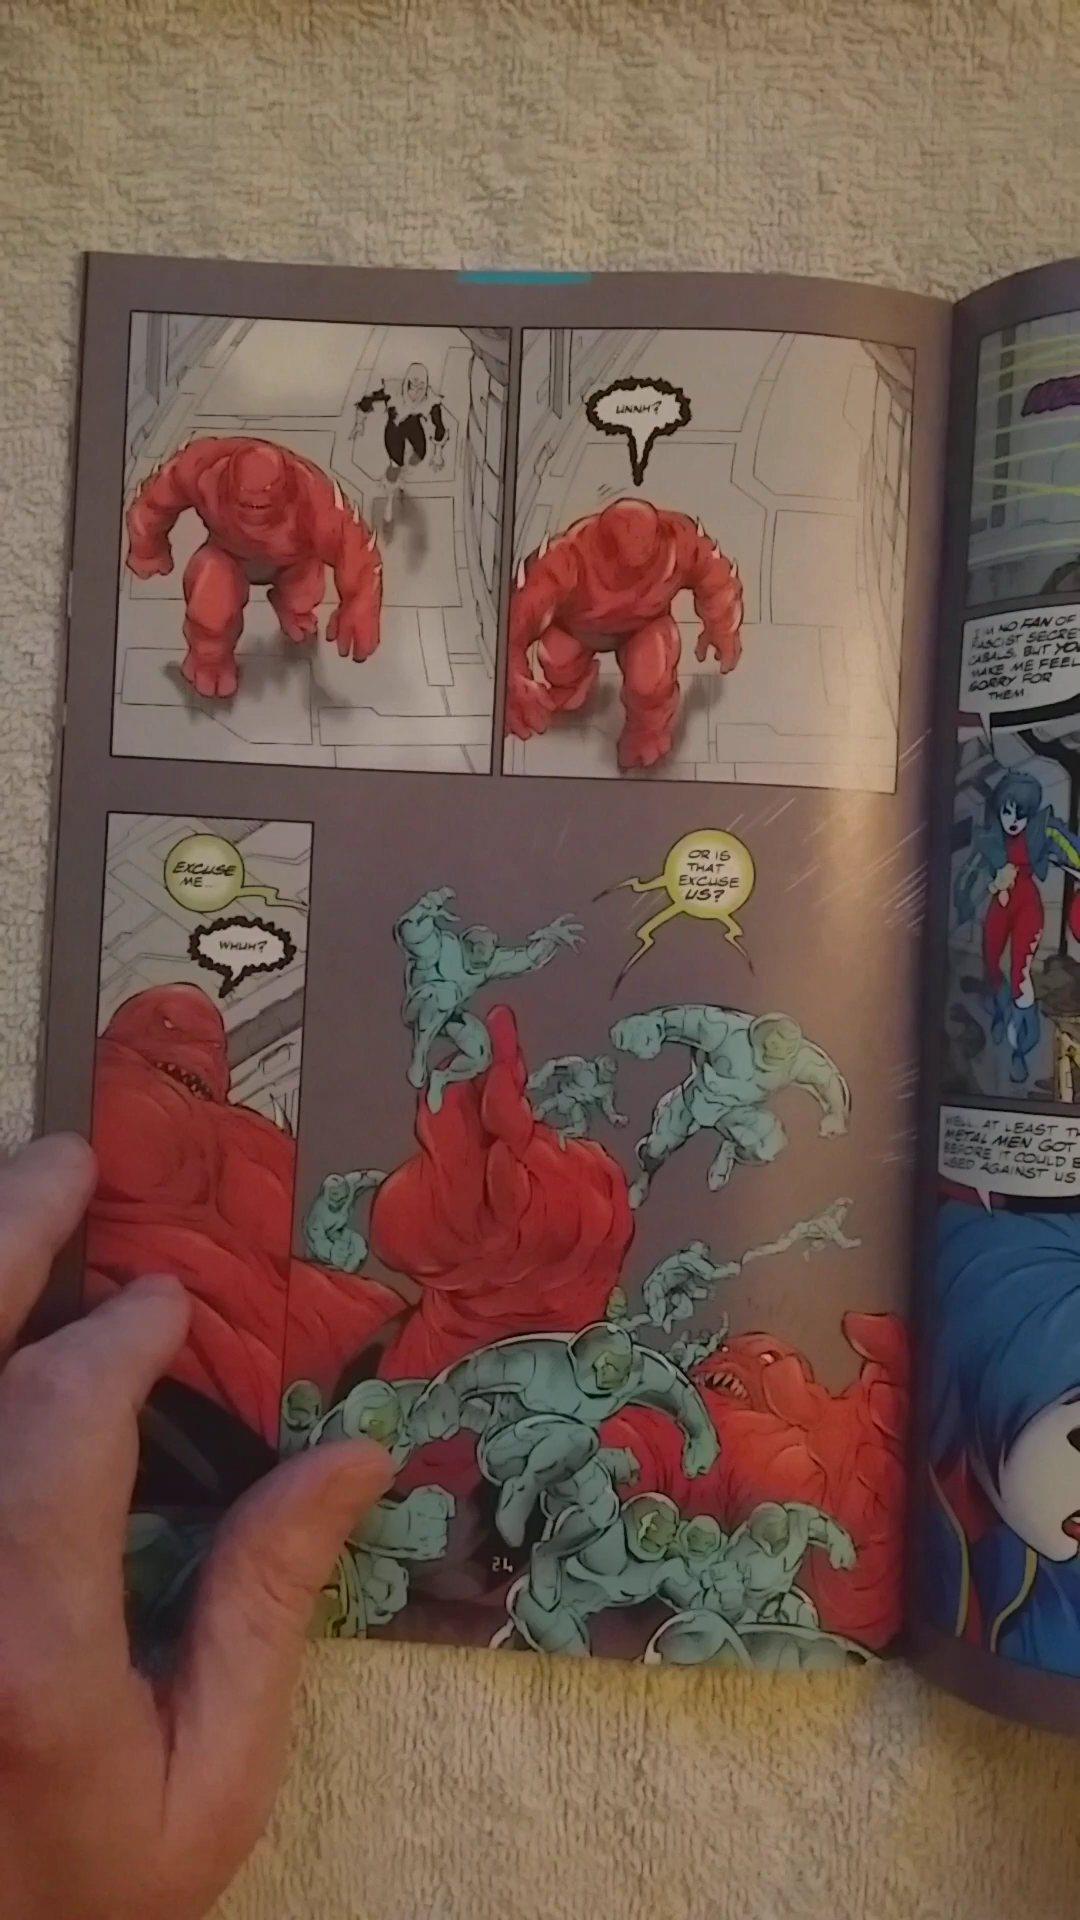 UNNH?
EXCUSE
ME...
WHUH?
OR IS
THAT
EXCUSE
US?
24
I'M NO FAN OF
FASCIST SECRE
CABALS. BUT YOU
MAKE ME FEEL
SORRY FOR
THEM
WELL, AT LEAST TH
METAL MEN GOT
BEFORE IT COULD B
USED AGAINST US